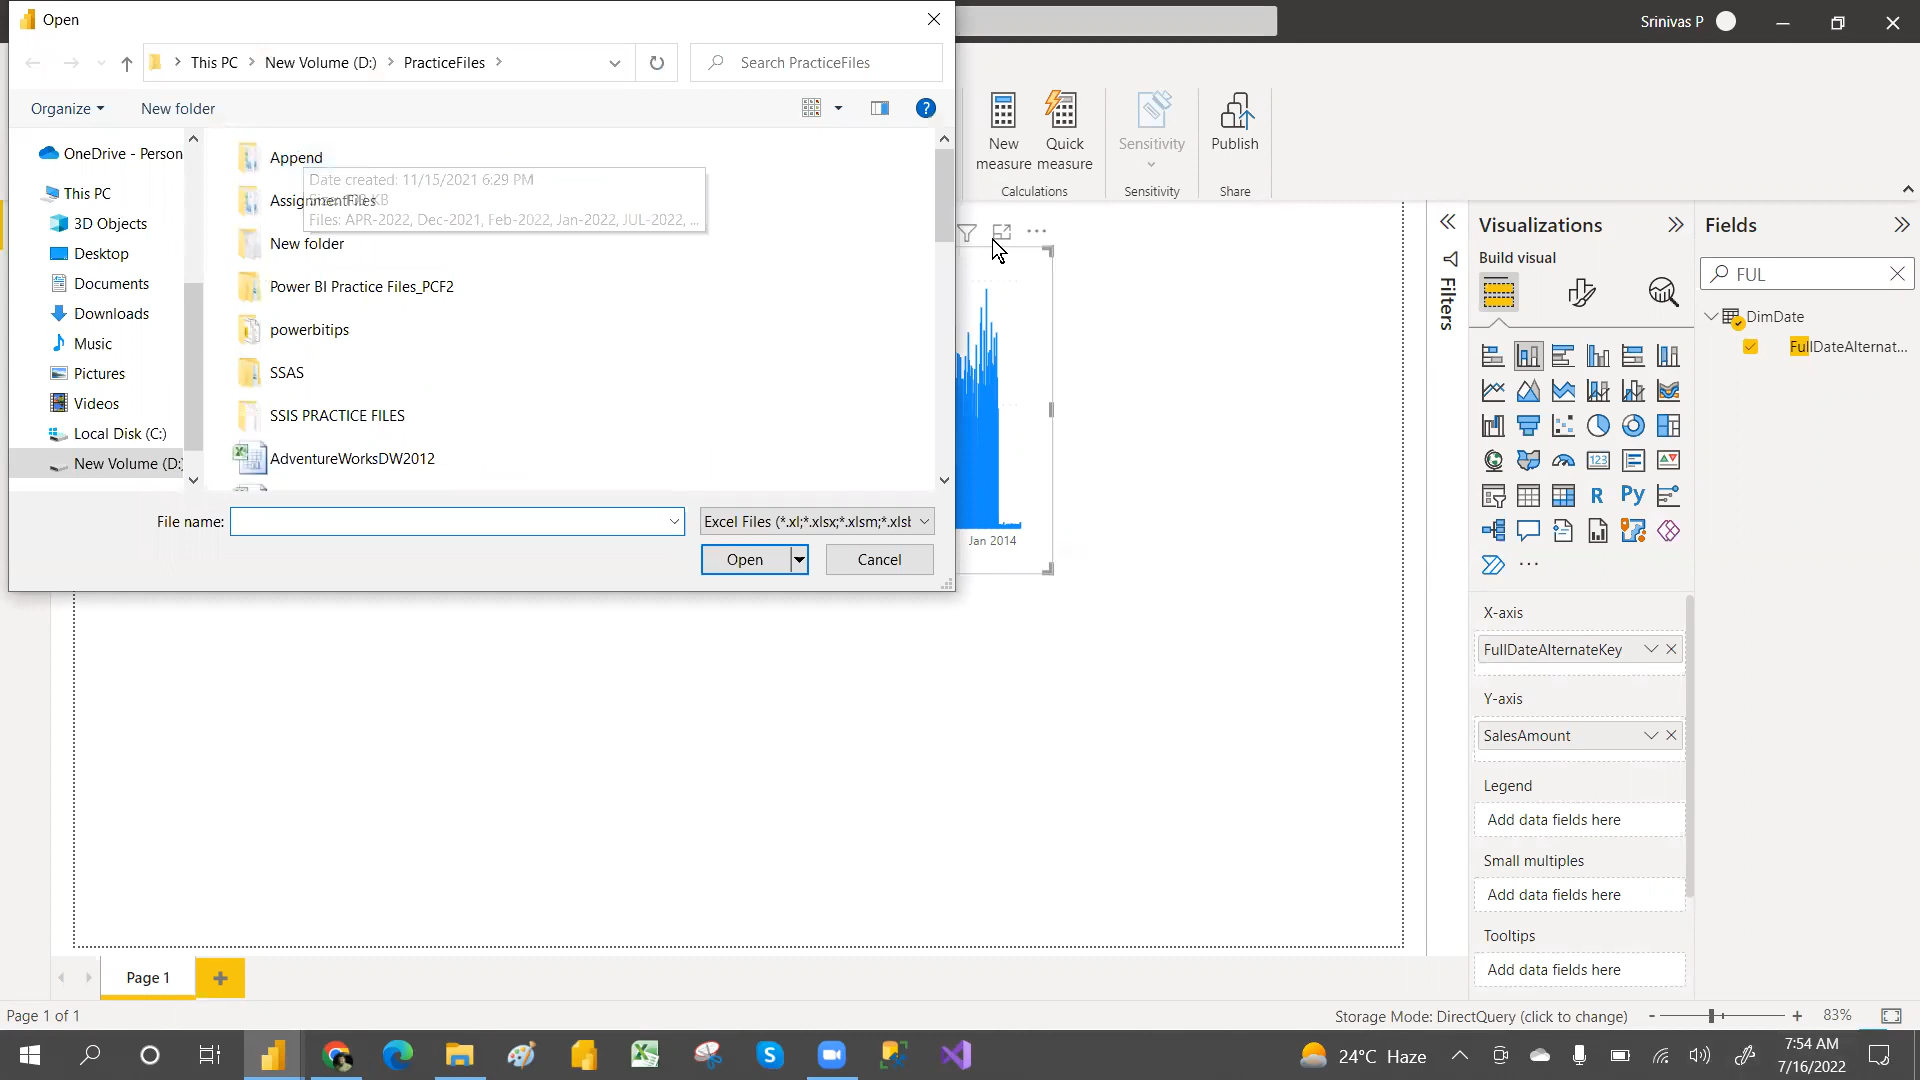 Open
Srinivas P
This PC > New Volume (D:) > PracticeFiles >
Search PracticeFiles
Organize
New folder
OneDrive - Person
This PC
3D Objects
Desktop
Documents
Downloads
Music
Pictures
Videos
Local Disk (C:)
New Volume (D:)
Append
Date created: 11/15/2021 6:29 PM
Assignment Files
KB
Files: APR-2022, Dec-2021, Feb-2022, Jan-2022, JUL-2022, ...
New folder
Power BI Practice Files_PCF2
powerbitips
SSAS
SSIS PRACTICE FILES
AdventureWorksDW2012
File name:
Excel Files (*.xl;*.xlsx;*.xlsm;*.xlsb
Open
Cancel
New measure
Quick measure
Calculations
Sensitivity
Sensitivity
Publish
Share
Jan 2014
Filters
Visualizations
Build visual
R
Py
123
X-axis
FullDateAlternateKey
Y-axis
SalesAmount
Legend
Add data fields here
Small multiples
Add data fields here
Tooltips
Add data fields here
Fields
FUL
DimDate
FullDateAlternat...
Page 1
Page 1 of 1
Storage Mode: DirectQuery (click to change)
- + 83%
24°C Haze
7:54 AM
7/16/2022